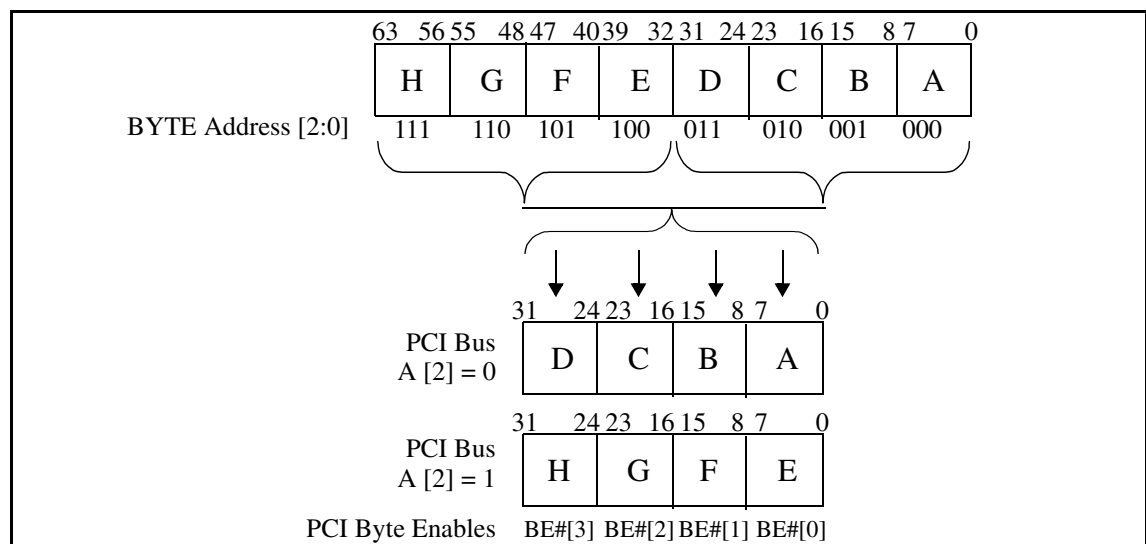 63 56 55 48 47 40 39 32 31 24 23 16 15 8 7 0
H G F E D C B A
BYTE Address [2:0] 111 110 101 100 011 010 001 000
31 24 23 16 15 8 7 0
PCI Bus
A [2] = 0
D C B A
31 24 23 16 15 8 7 0
PCI Bus
A [2] = 1
H G F E
PCI Byte Enables BE#[3] BE#[2] BE#[1] BE#[0]